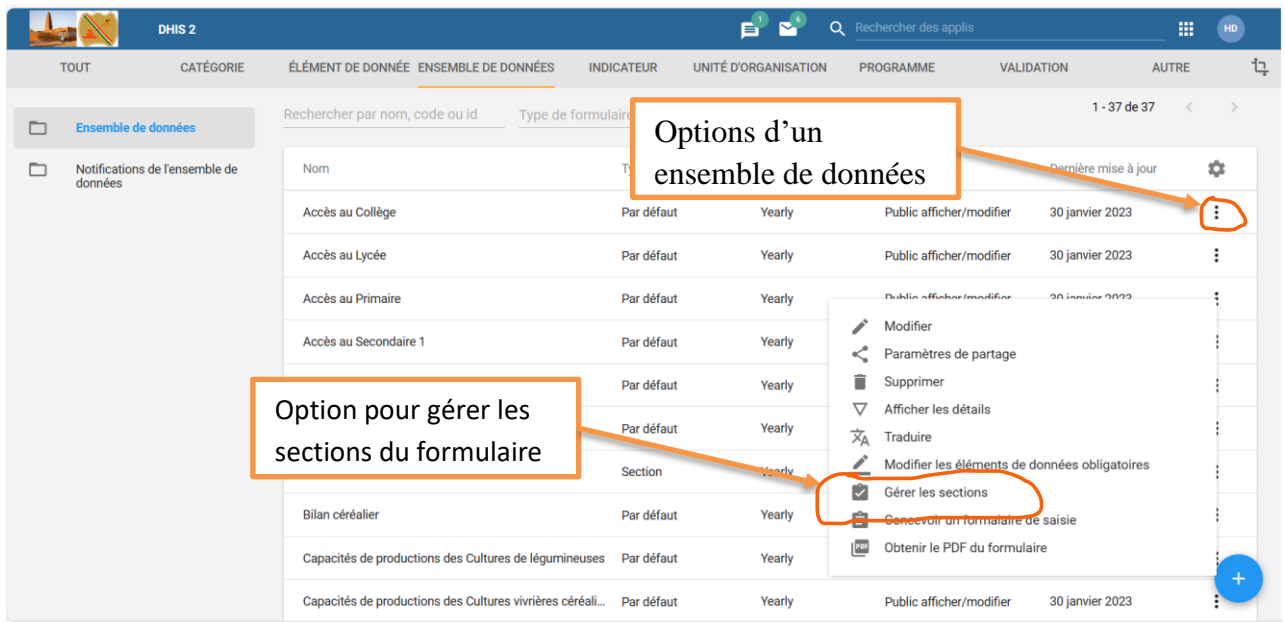 DHIS 2
1
6
Rechercher des applis
HD
TOUT CATÉGORIE ÉLÉMENT DE DONNÉE ENSEMBLE DE DONNÉES INDICATEUR UNITÉ D'ORGANISATION PROGRAMME VALIDATION AUTRE
Ensemble de données
Notifications de l'ensemble de
données
Rechercher par nom, code ou id Type de formulaire
1 - 37 de 37
Options d’un
ensemble de données
Nom Dernière mise à jour
Accès au Collège Par défaut Yearly Public afficher/modifier 30 janvier 2023
Accès au Lycée Par défaut Yearly Public afficher/modifier 30 janvier 2023
Accès au Primaire Par défaut Yearly Public afficher/modifier 30 janvier 2023
Accès au Secondaire 1 Par défaut Yearly
Par défaut Yearly
Par défaut Yearly
Section Yearly
Bilan céréalier Par défaut Yearly
Capacités de productions des Cultures de légumineuses Par défaut Yearly
Capacités de productions des Cultures vivrières céréali... Par défaut Yearly Public afficher/modifier 30 janvier 2023
Option pour gérer les
sections du formulaire
Modifier
Paramètres de partage
Supprimer
Afficher les détails
Traduire
Modifier les éléments de données obligatoires
Gérer les sections
Concevoir un formulaire de saisie
PDF Obtenir le PDF du formulaire